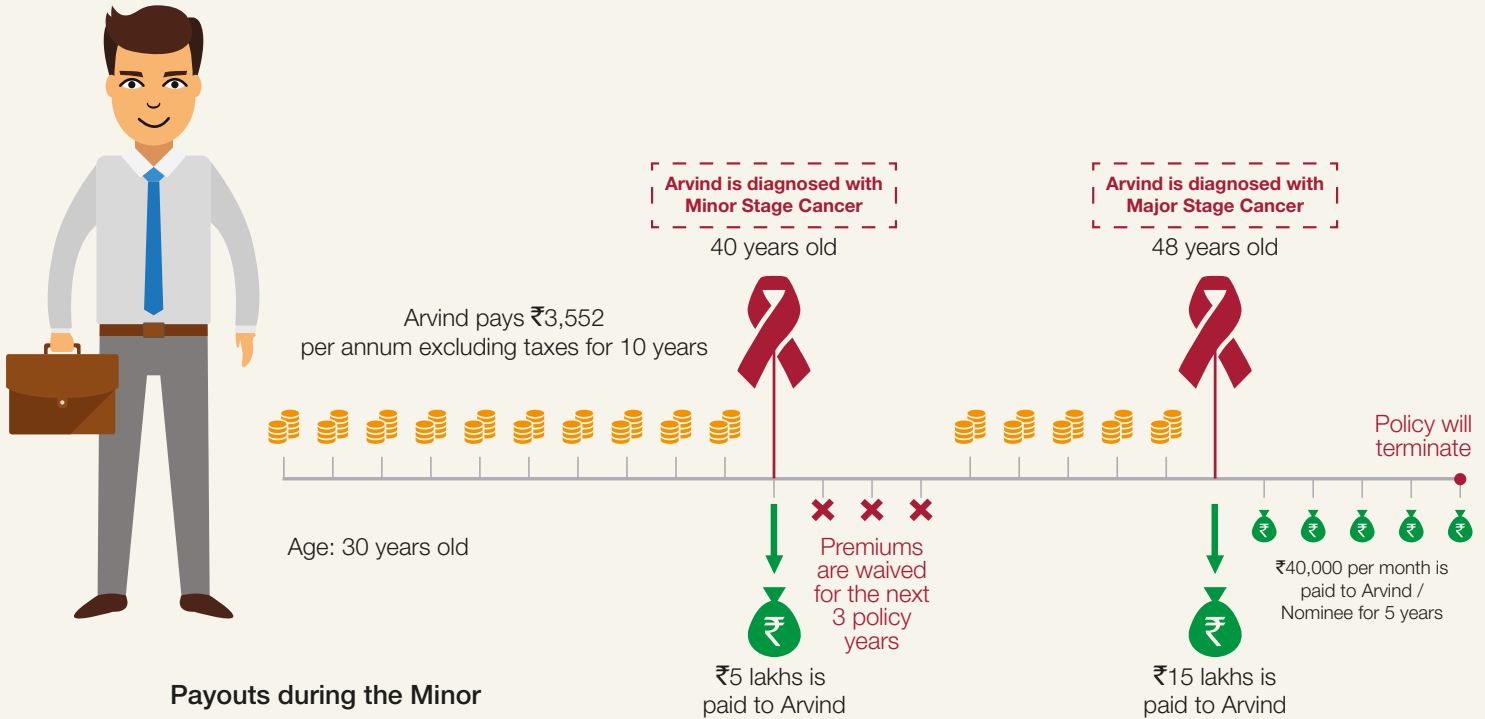 Arvind is diagnosed with
Minor Stage Cancer
40 years old
Arvind is diagnosed with
Major Stage Cancer
48 years old
Arvind pays ₹3,552
per annum excluding taxes for 10 years
Policy will
terminate
Age: 30 years old
Premiums
are waived
for the next
3 policy
years
₹
₹
₹
₹
₹
₹40,000 per month is
paid to Arvind /
Nominee for 5 years
₹
₹
₹5 lakhs is
paid to Arvind
₹15 lakhs is
paid to Arvind
Payouts during the Minor